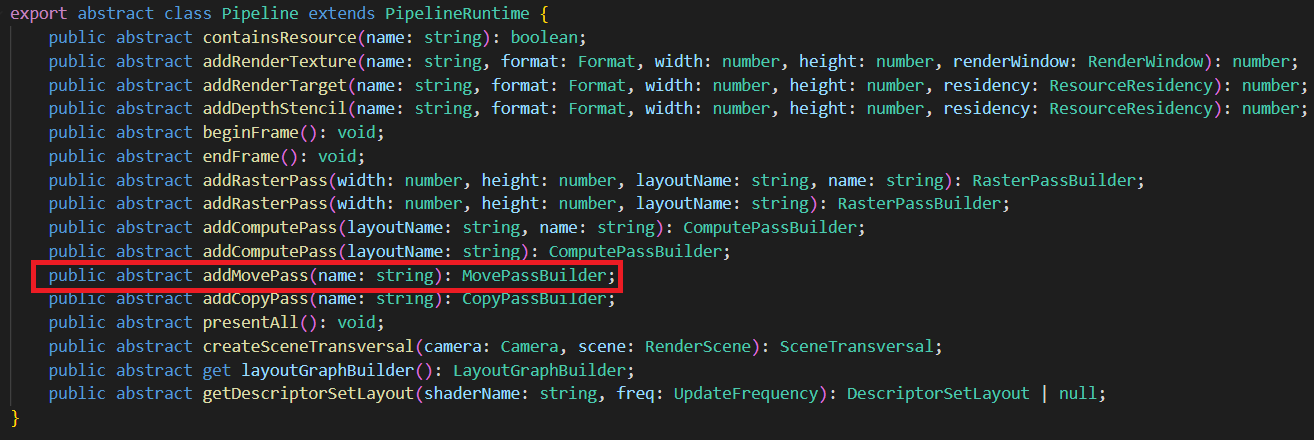 export abstract class Pipeline extends PipelineRuntime {
    public abstract containsResource(name: string): boolean;
    public abstract addRenderTexture(name: string, format: Format, width: number, height: number, renderWindow: RenderWindow): number;
    public abstract addRenderTarget(name: string, format: Format, width: number, height: number, residency: ResourceResidency): number;
    public abstract addDepthStencil(name: string, format: Format, width: number, height: number, residency: ResourceResidency): number;
    public abstract beginFrame(): void;
    public abstract endFrame(): void;
    public abstract addRasterPass(width: number, height: number, layoutName: string, name: string): RasterPassBuilder;
    public abstract addRasterPass(width: number, height: number, layoutName: string): RasterPassBuilder;
    public abstract addComputePass(layoutName: string, name: string): ComputePassBuilder;
    public abstract addComputePass(layoutName: string): ComputePassBuilder;
    public abstract addMovePass(name: string): MovePassBuilder;
    public abstract addCopyPass(name: string): CopyPassBuilder;
    public abstract presentAll(): void;
    public abstract createSceneTransversal(camera: Camera, scene: RenderScene): SceneTransversal;
    public abstract get layoutGraphBuilder(): LayoutGraphBuilder;
    public abstract getDescriptorSetLayout(shaderName: string, freq: UpdateFrequency): DescriptorSetLayout | null;
}